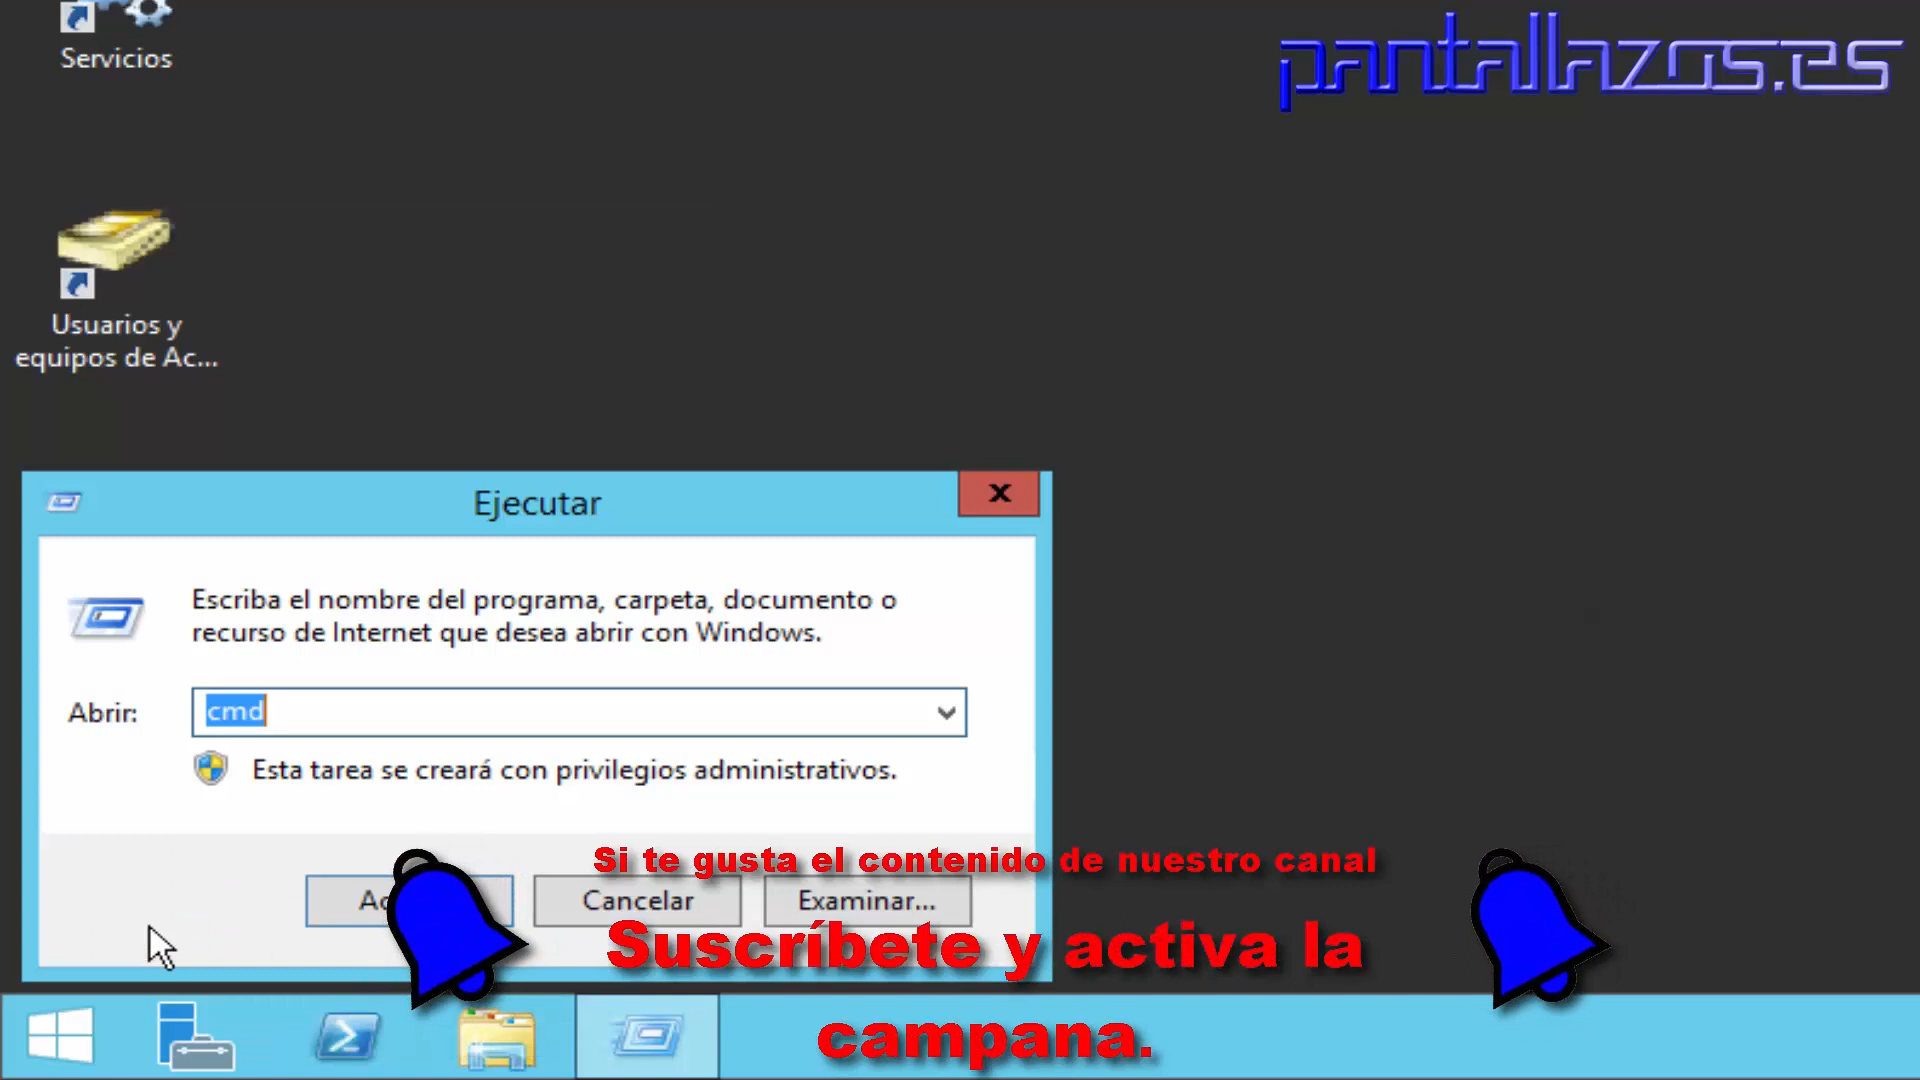 Servicios
pantallazos.es
Usuarios y
equipos de Ac...
Ejecutar
x
Escriba el nombre del programa, carpeta, documento o
recurso de Internet que desea abrir con Windows.
Abrir:
cmd
Esta tarea se creará con privilegios administrativos.
Cancelar
Examinar...
Si te gusta el contenido de nuestro canal
Suscríbete y activa la
campana.